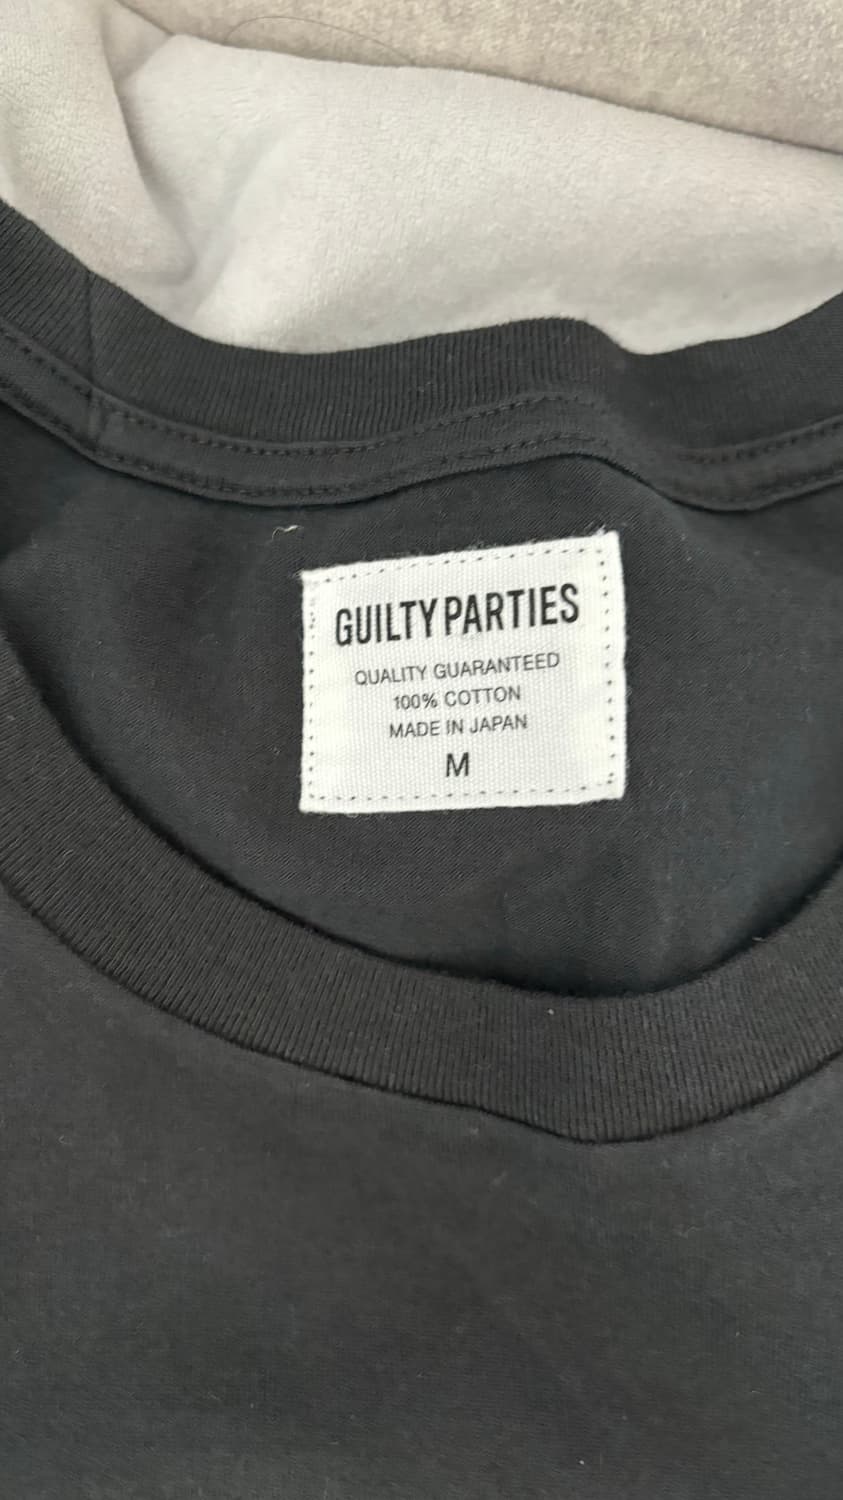 GUILTY PARTIES
QUALITY GUARANTEED
100% COTTON
MADE IN JAPAN
M